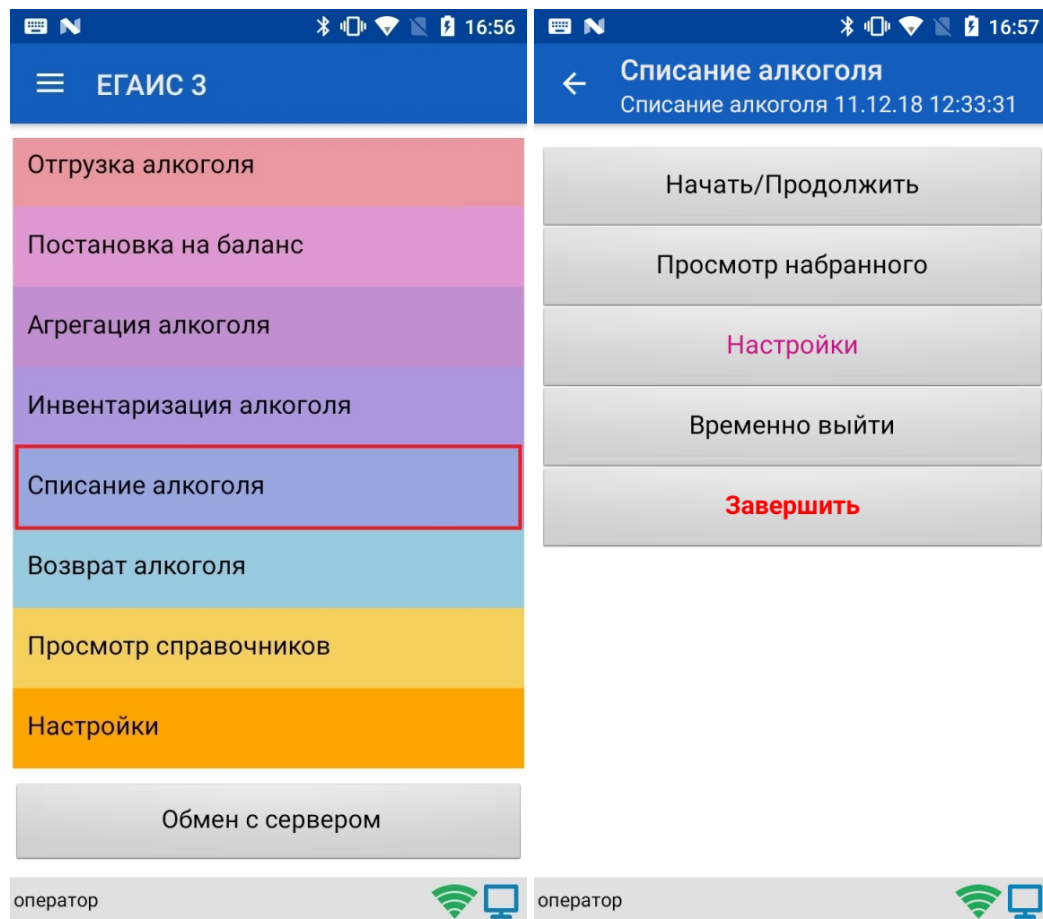 16:56
ЕГАИС 3
Отгрузка алкоголя
Постановка на баланс
Агрегация алкоголя
Инвентаризация алкоголя
Списание алкоголя
Возврат алкоголя
Просмотр справочников
Настройки
Обмен с сервером
оператор
16:57
Списание алкоголя
Списание алкоголя 11.12.18 12:33:31
Начать/Продолжить
Просмотр набранного
Настройки
Временно выйти
Завершить
оператор